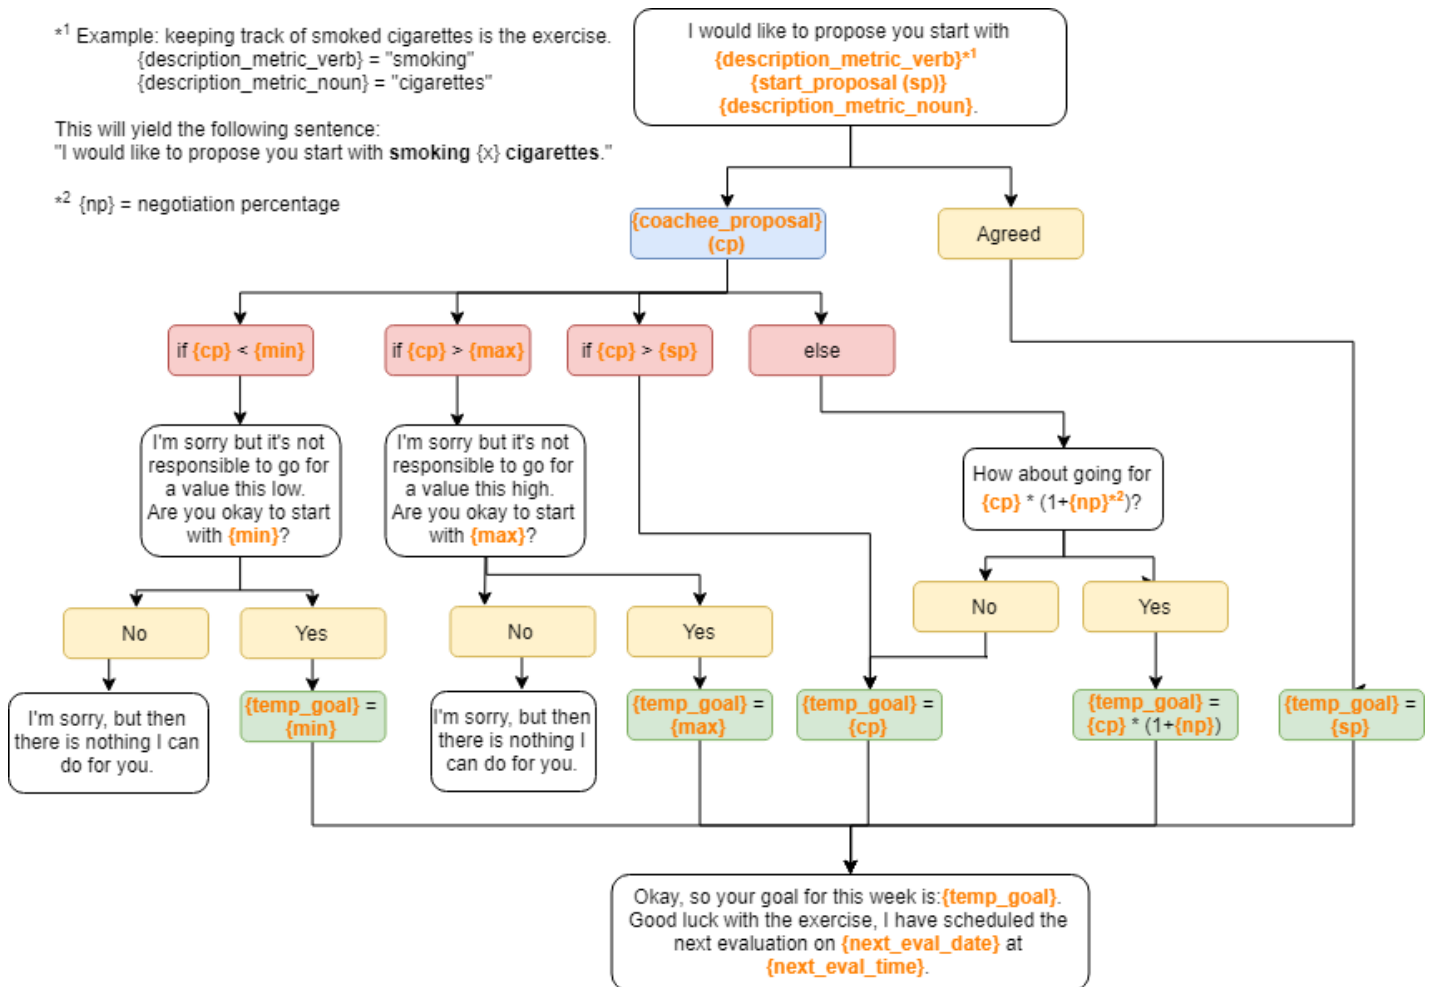 *1 Example: keeping track of smoked cigarettes is the exercise.
{description_metric_verb} = "smoking"
{description_metric_noun} = "cigarettes"
This will yield the following sentence:
"I would like to propose you start with smoking {x} cigarettes."
*2 {np} = negotiation percentage
I would like to propose you start with
{description_metric_verb}*1
{start_proposal (sp)}
{description_metric_noun}.
{coachee_proposal}
(cp)
Agreed
if {cp} < {min}
if {cp} > {max}
if {cp} > {sp}
else
I'm sorry but it's not
responsible to go for
a value this low.
Are you okay to start
with {min}?
I'm sorry but it's not
responsible to go for
a value this high.
Are you okay to start
with {max}?
How about going for
{cp} * (1+{np}*2)?
No
Yes
No
Yes
No
Yes
I'm sorry, but then
there is nothing I can
do for you.
{temp_goal} =
{min}
I'm sorry, but then
there is nothing I
can do for you.
{temp_goal} =
{max}
{temp_goal} =
{cp}
{temp_goal} =
{cp} * (1+{np})
{temp_goal} =
{sp}
Okay, so your goal for this week is:{temp_goal}.
Good luck with the exercise, I have scheduled the
next evaluation on {next_eval_date} at
{next_eval_time}.